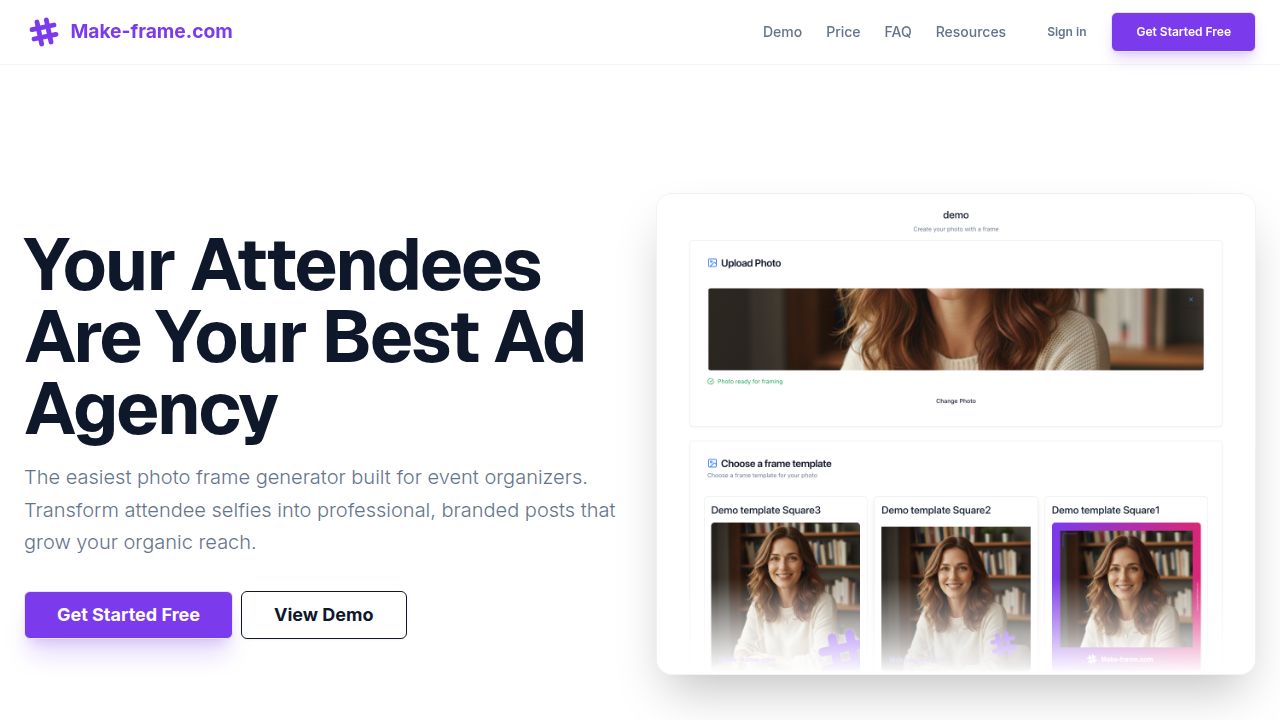 Make-frame.com
Demo
Price
FAQ
Resources
Sign in
Get Started Free
Your Attendees
Are Your Best Ad
Agency
The easiest photo frame generator built for event organizers.
Transform attendee selfies into professional, branded posts that
grow your organic reach.
Get Started Free
View Demo
demo
Create your photo with a frame
Upload Photo
Photo ready for framing
Change Photo
Choose a frame template
Choose a frame template for your photo
Demo template Square3
Demo template Square2
Demo template Square1
Make-frame.com